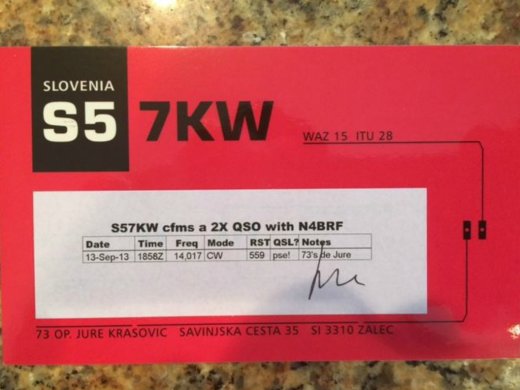 SLOVENIA
S5 7KW
WAZ 15 ITU 28
S57KW cfms a 2X QSO with N4BRF
Date Time Freq Mode RST QSL? Notes
13-Sep-13 1858Z 14,017 CW 559 pse! 73's de Jure
73 OP. JURE KRAŠOVIC SAVINJSKA CESTA 35 SI 3310 ŽALEC